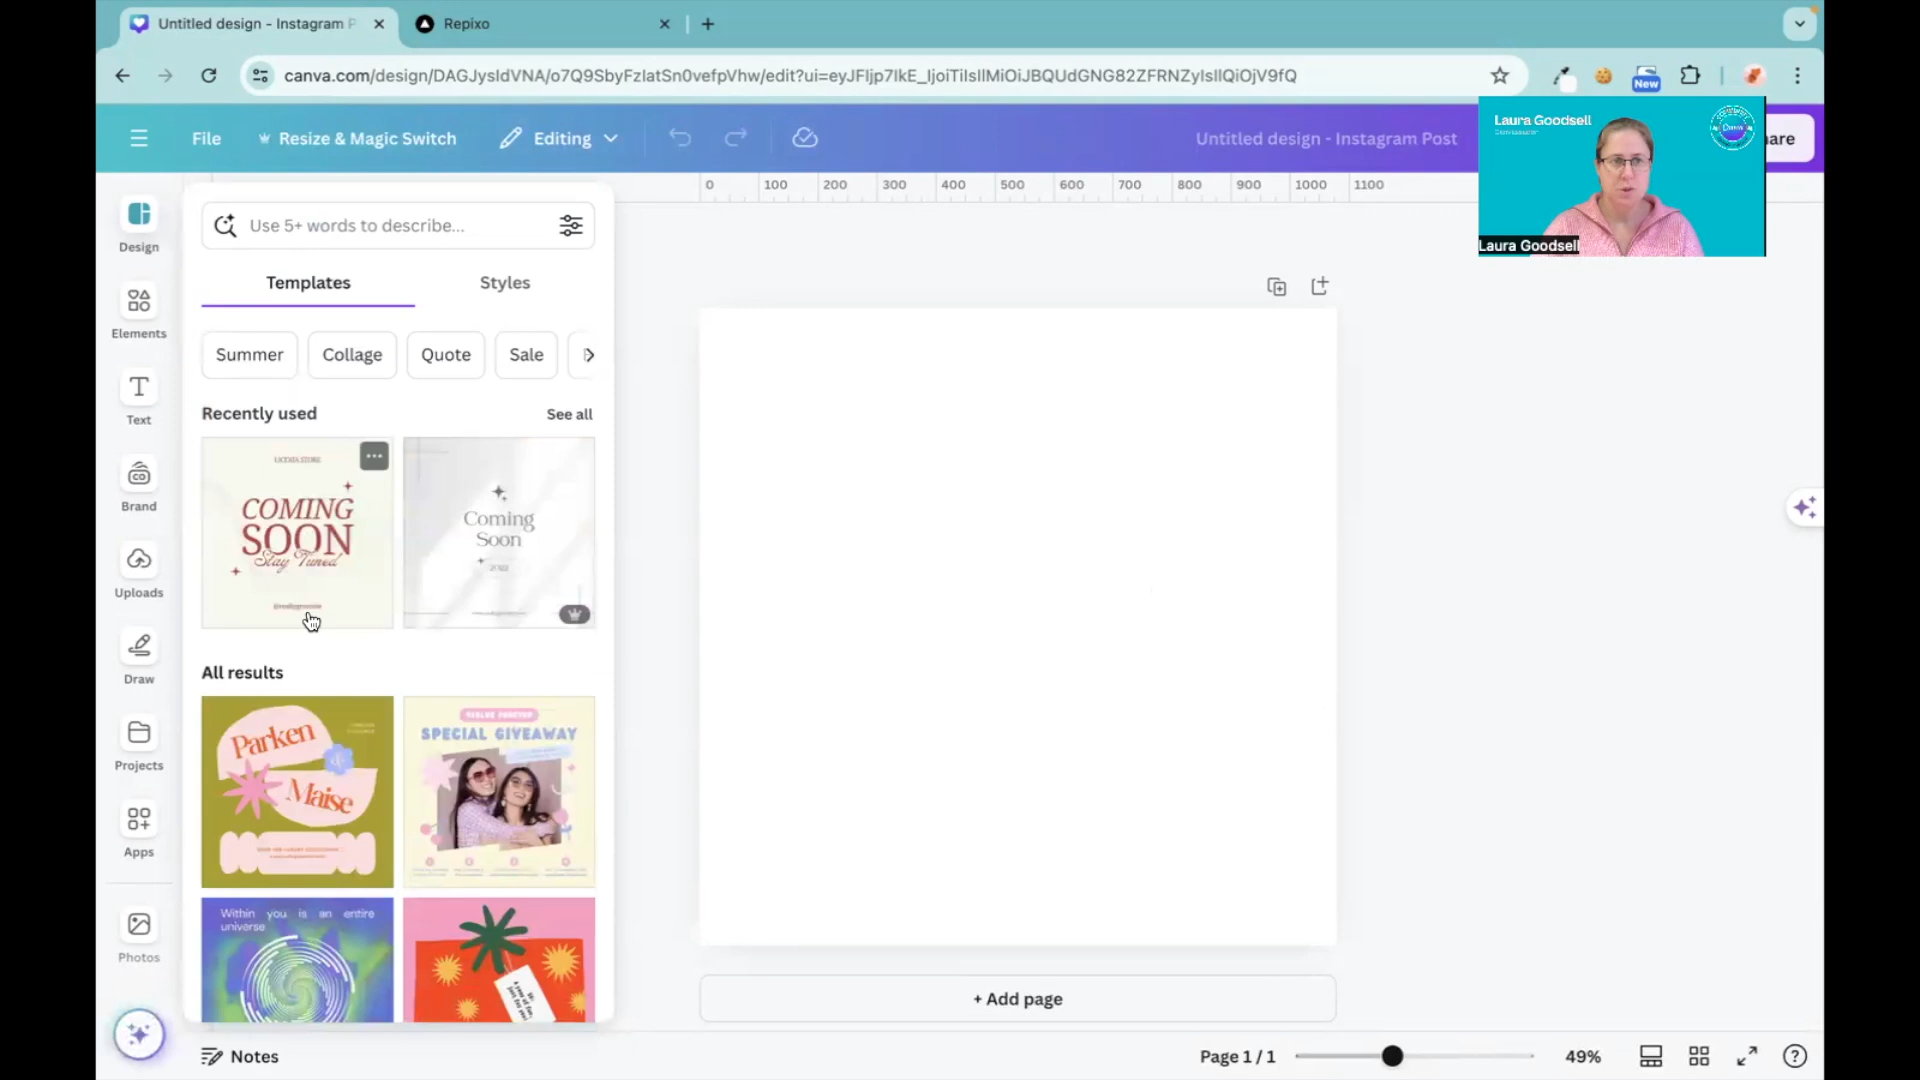 Untitled design - Instagram P
Repixo
canva.com/design/DAGJysIdVNA/o7Q9SbyFzIatSn0vefpVhw/edit?ui=eyJFIjp7IkE_IjoiTiIsIlMiOiJBQUdGNG82ZFRNZyIsIlQiOjV9fQ
New
File
Resize & Magic Switch
Editing
Untitled design - Instagram Post
are
Laura Goodsell
Laura Goodsell
0 100 200 300 400 500 600 700 800 900 1000 1100
Design
Elements
Text
Brand
Uploads
Draw
Projects
Apps
Photos
Use 5+ words to describe...
Templates
Styles
Summer
Collage
Quote
Sale
Recently used
See all
COMING
SOON
Stay Tuned
Coming
Soon
All results
Parken
Maise
SPECIAL GIVEAWAY
Within you is an entire
universe
+ Add page
Notes
Page 1 / 1
49%